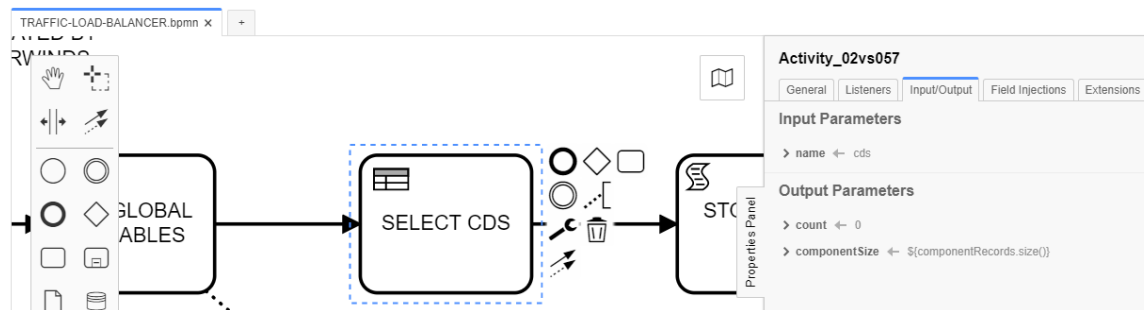 TRAFFIC-LOAD-BALANCER.bpmn ×
+
Activity_02vs057
General Listeners Input/Output Field Injections Extensions
Input Parameters
name cds
Output Parameters
count 0
componentSize ${componentRecords.size()}
GLOBAL
ABLES
SELECT CDS
Properties Panel